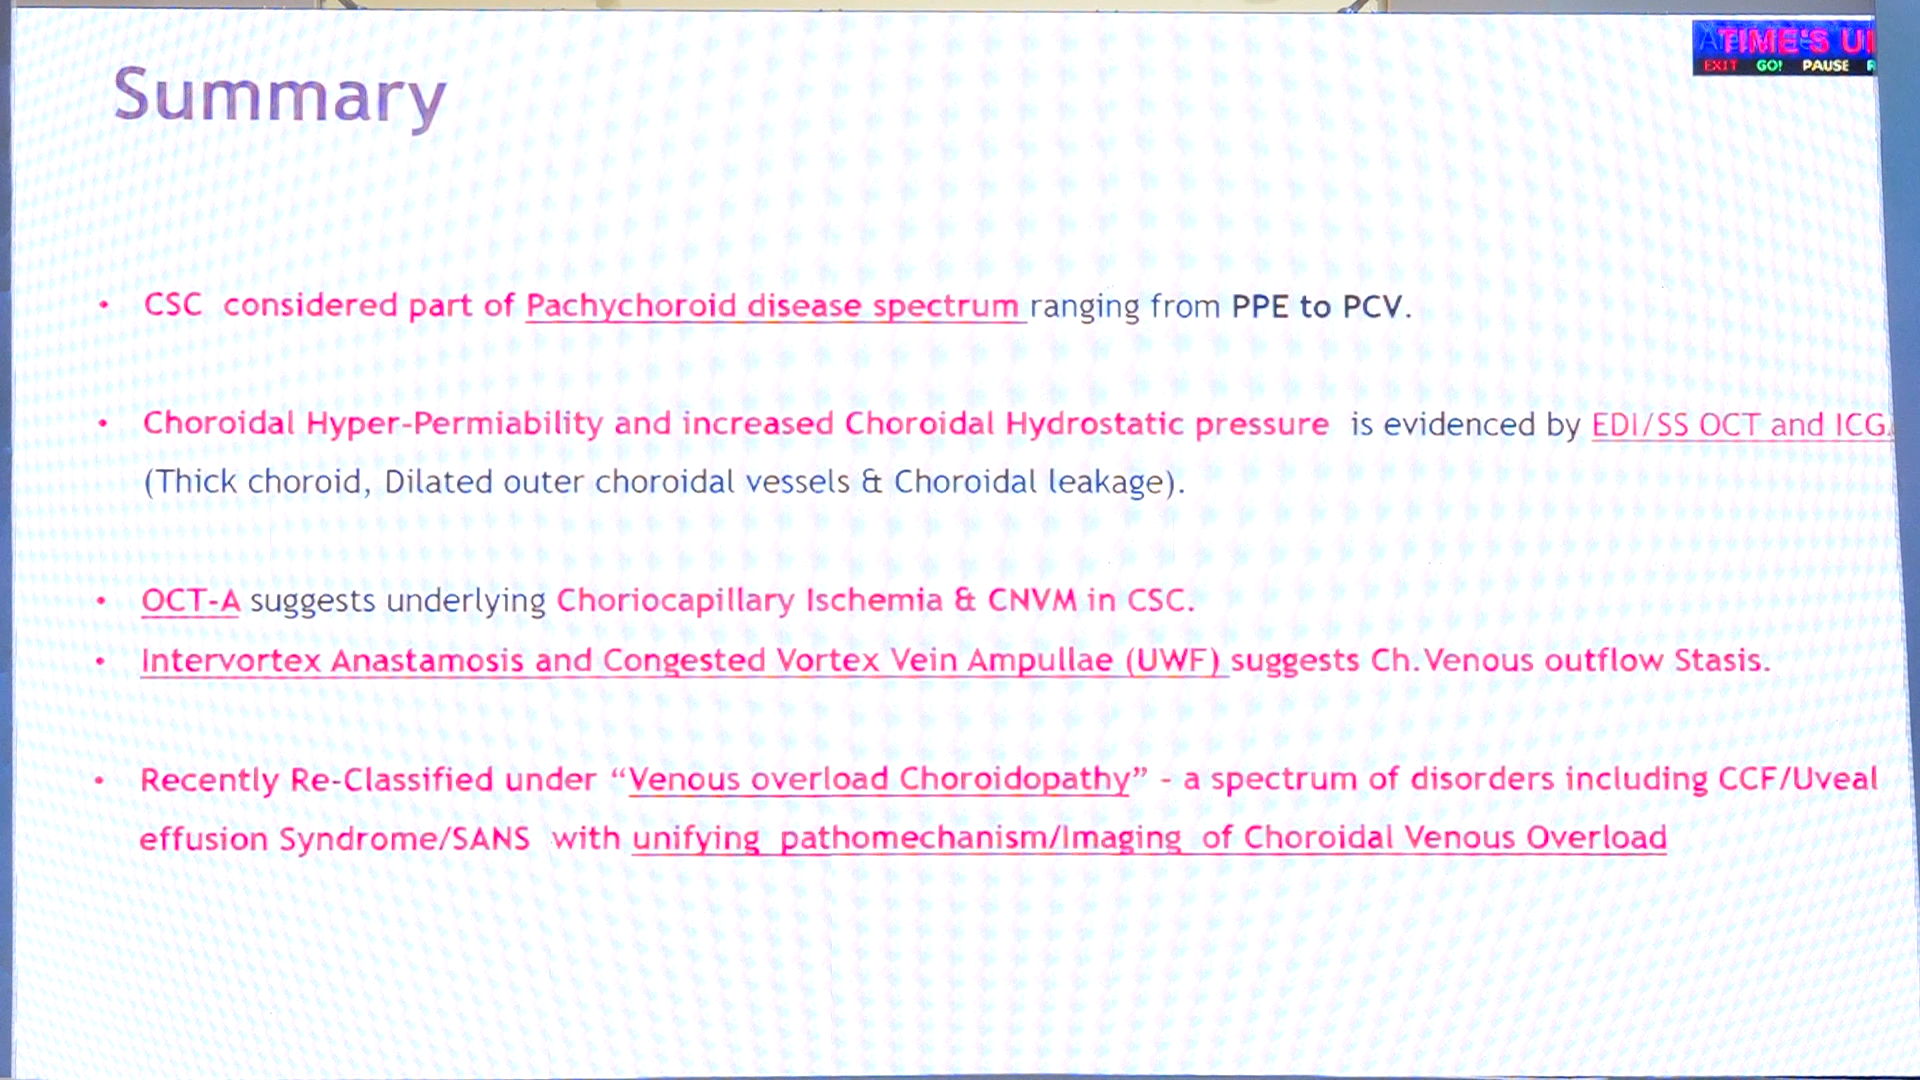 TIME'S
EXIT GO! PAUSE
Summary
• CSC considered part of Pachychoroid disease spectrum ranging from PPE to PCV.
• Choroidal Hyper-Permiability and increased Choroidal Hydrostatic pressure is evidenced by EDI/SS OCT and ICG.
(Thick choroid, Dilated outer choroidal vessels & Choroidal leakage).
• OCT-A suggests underlying Choriocapillary Ischemia & CNVM in CSC.
• Intervortex Anastamosis and Congested Vortex Vein Ampullae (UWF) suggests Ch. Venous outflow Stasis.
• Recently Re-Classified under “Venous overload Choroidopathy” - a spectrum of disorders including CCF/Uveal
effusion Syndrome/SANS with unifying pathomechanism/Imaging of Choroidal Venous Overload